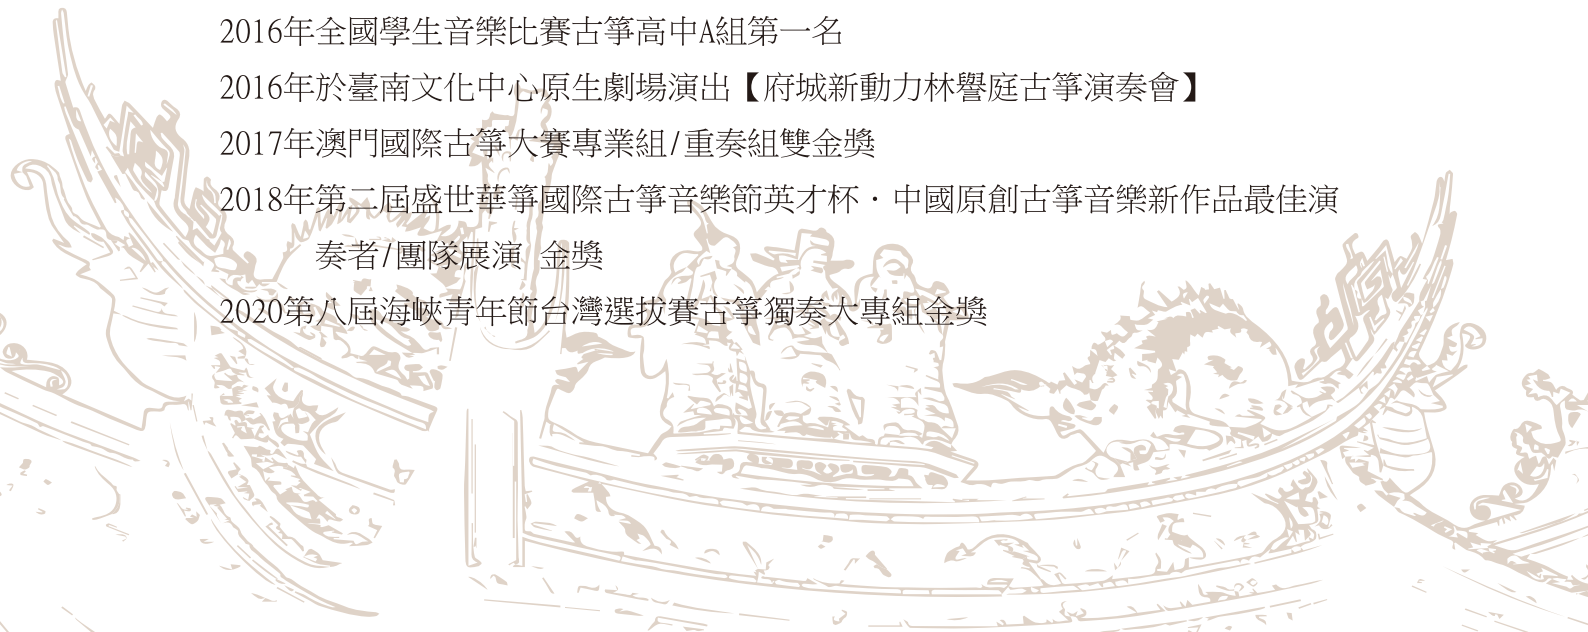 2016年全國學生音樂比賽古箏高中A組第一名
2016年於臺南文化中心原生劇場演出【府城新動力林譽庭古箏演奏會】
2017年澳門國際古箏大賽專業組/重奏組雙金獎
2018年第二屆盛世華箏國際古箏音樂節英才杯・中國原創古箏音樂新作品最佳演
奏者/團隊展演 金獎
2020第八屆海峽青年節台灣選拔賽古箏獨奏大專組金獎